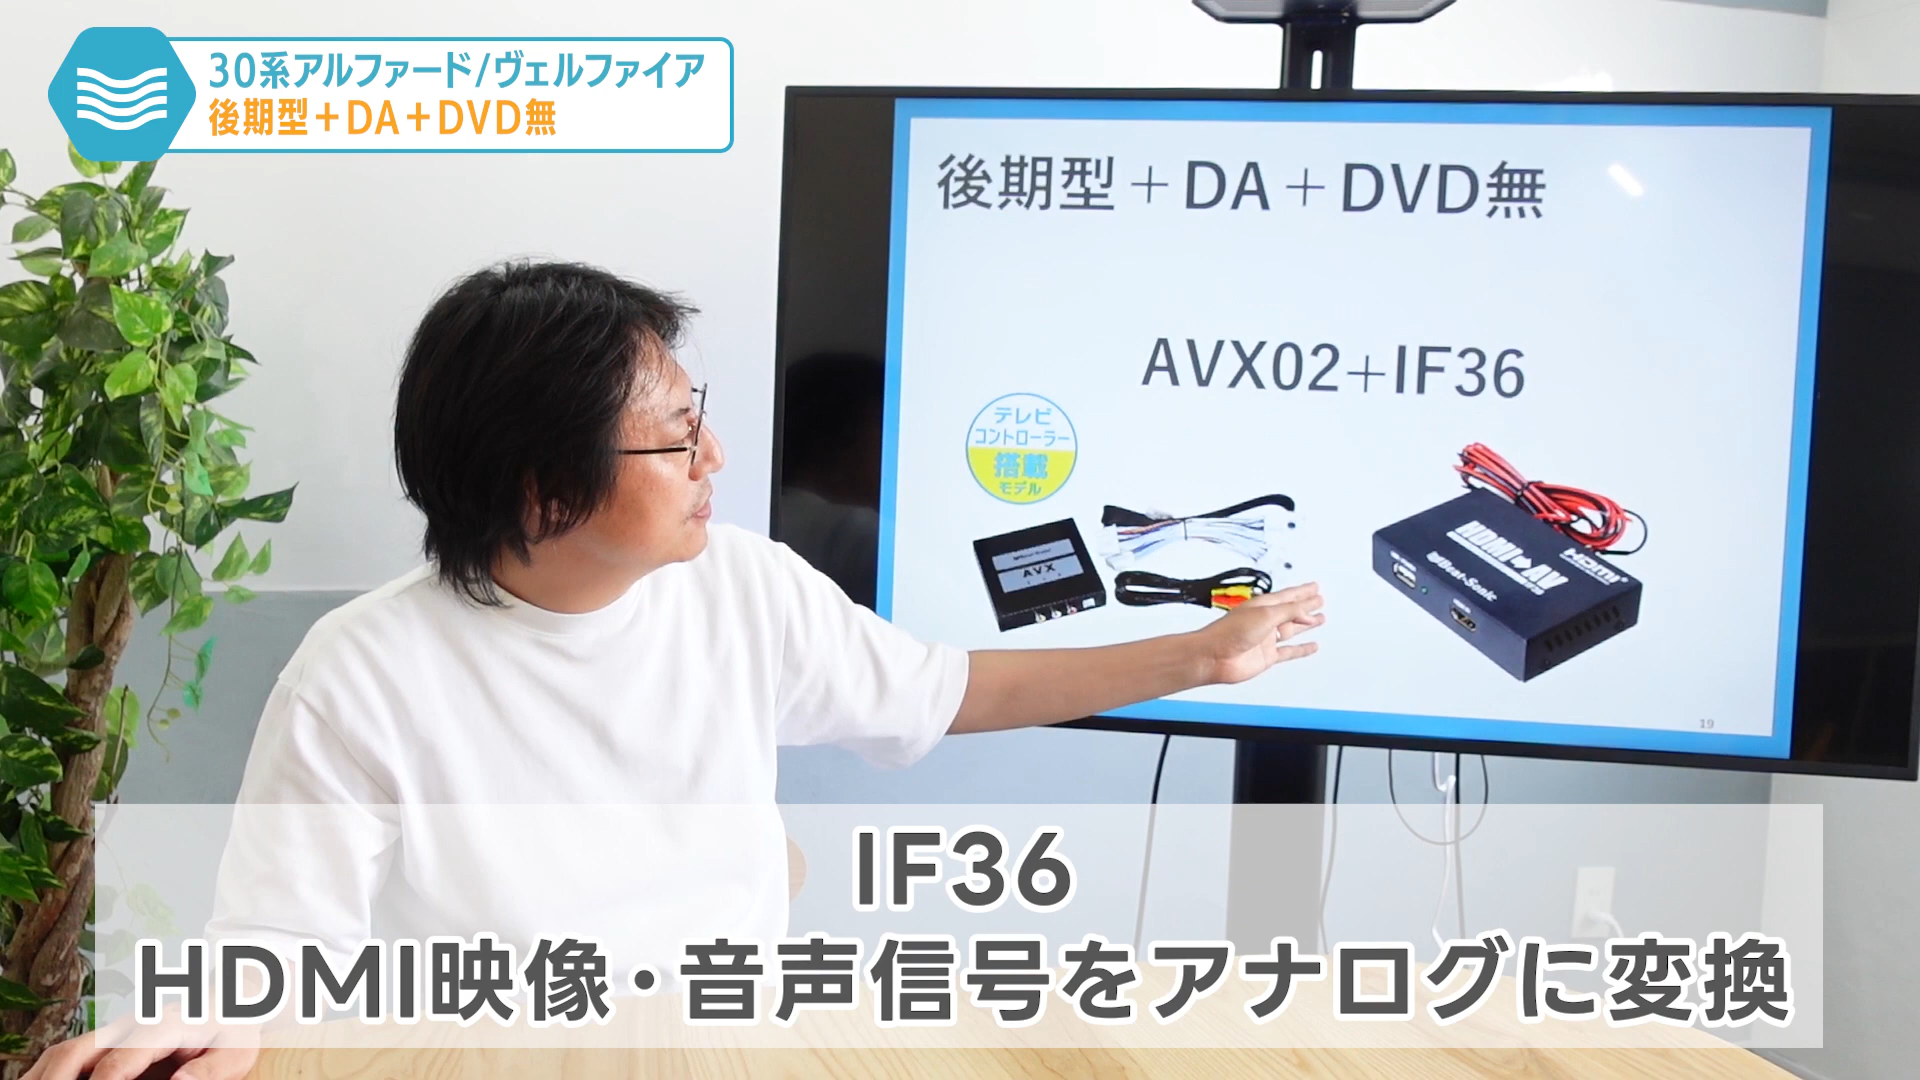 30系アルファード/ヴェルファイア
後期型+DA+DVD無
後期型+DA+DVD無
AVX02+IF36
テレビ
コントローラー
搭載
モデル
AVX
HDMI➡AV
HDMI
Beat-Sonic
19
IF36
HDMI映像・音声信号をアナログに変換